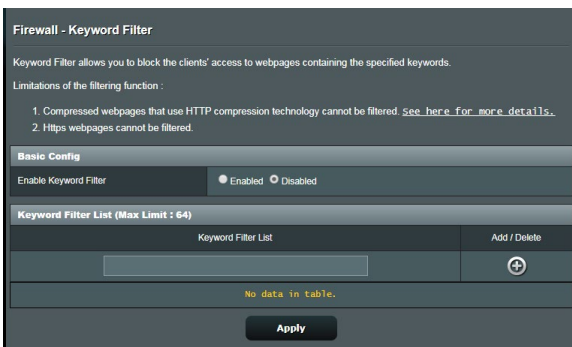 Firewall - Keyword Filter
Keyword Filter allows you to block the clients' access to webpages containing the specified keywords.
Limitations of the filtering function :
1. Compressed webpages that use HTTP compression technology cannot be filtered. See here for more details.
2. Https webpages cannot be filtered.
Basic Config
Enable Keyword Filter Enabled Disabled
Keyword Filter List (Max Limit : 64)
Keyword Filter List Add / Delete
No data in table.
Apply